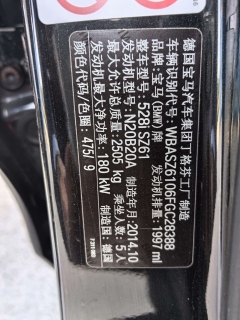 德国宝马汽车集团丁格芬工厂制造
车辆识别代号: WBASZ6106FGC28388
品牌: 宝马 (BMW) 牌 发动机排量: 1997 ml
整车型号: 528i SZ61
最大允许总质量: 2505 kg 乘坐人数: 5 人
发动机型号: N20B20A 制造年月: 2014.10
发动机最大净功率: 180 kW 制造国: 德国
颜色代码/色圈: 475/ 9